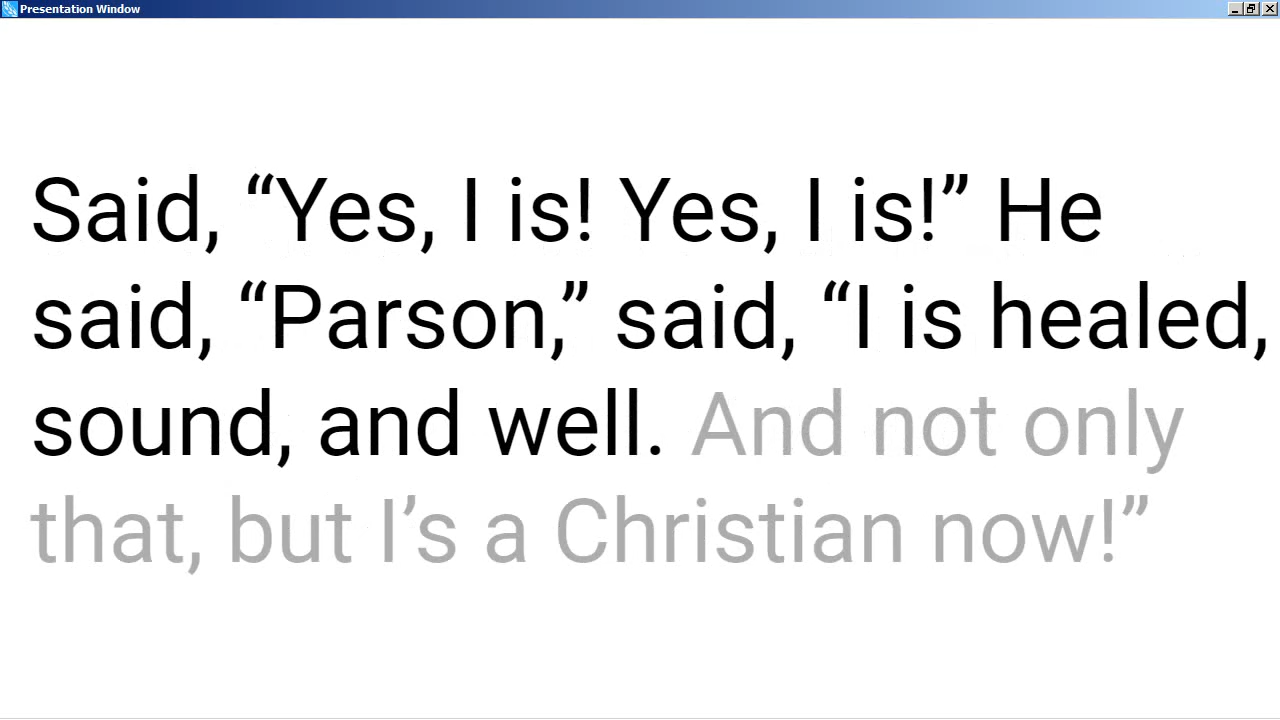 Presentation Window
Said, “Yes, I is! Yes, I is!” He
said, “Parson,” said, “I is healed,
sound, and well. And not only
that, but I’s a Christian now!”